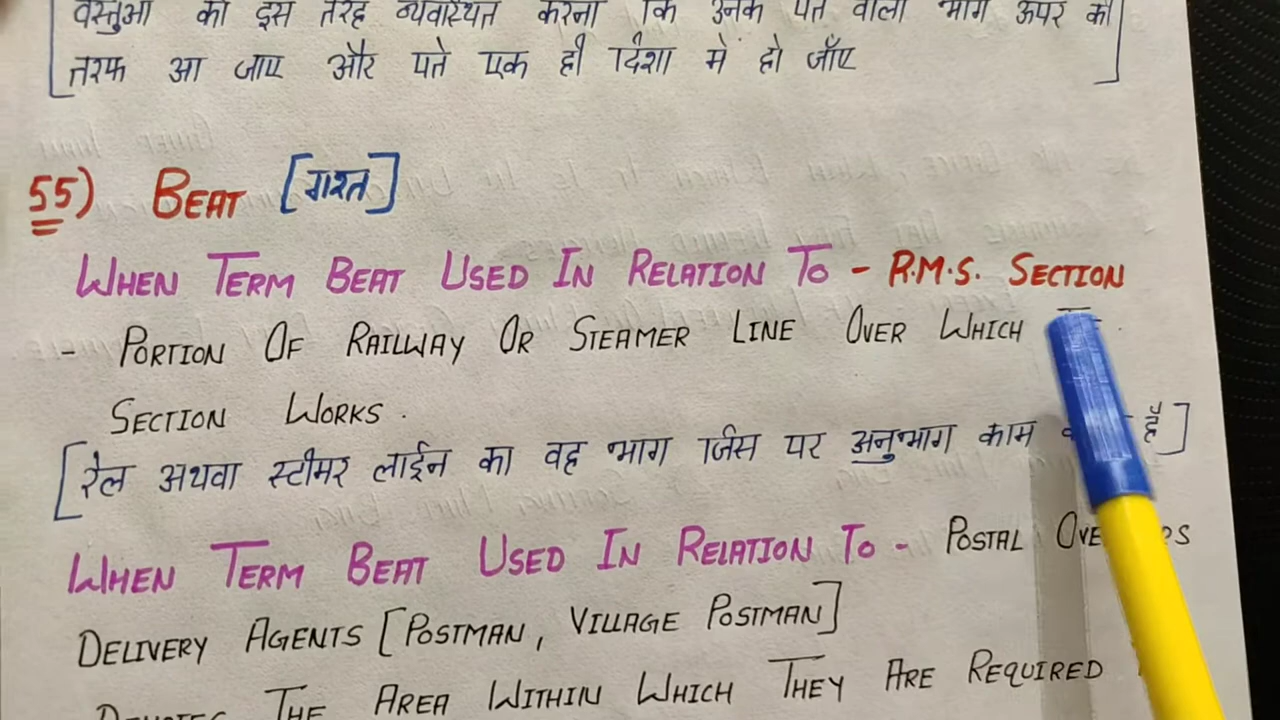 वस्तुओं को इस तरह व्यवस्थित करना कि उनके पते वाला भाग ऊपर की
तरफ आ जाए और पते एक ही दिशा में हो जाँए]
55) BEAT [गश्त]
WHEN TERM BEAT USED IN RELATION TO - R.M.S. SECTION
- PORTION OF RAILWAY OR STEAMER LINE OVER WHICH
SECTION WORKS.
[रेल अथवा स्टीमर लाईन का वह भाग जिस पर अनुभाग काम है]
WHEN TERM BEAT USED IN RELATION TO - POSTAL
DELIVERY AGENTS [POSTMAN, VILLAGE POSTMAN]
THE AREA WITHIN WHICH THEY ARE REQUIRED